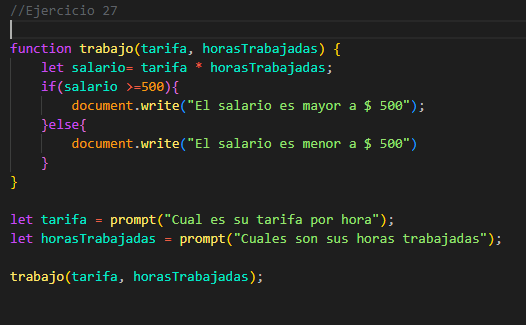 //Ejercicio 27
function trabajo(tarifa, horasTrabajadas) {
let salario= tarifa * horasTrabajadas;
if(salario >=500){
document.write("El salario es mayor a $ 500");
}else{
document.write("El salario es menor a $ 500")
}
}
let tarifa = prompt("Cual es su tarifa por hora");
let horasTrabajadas = prompt("Cuales son sus horas trabajadas");
trabajo(tarifa, horasTrabajadas);